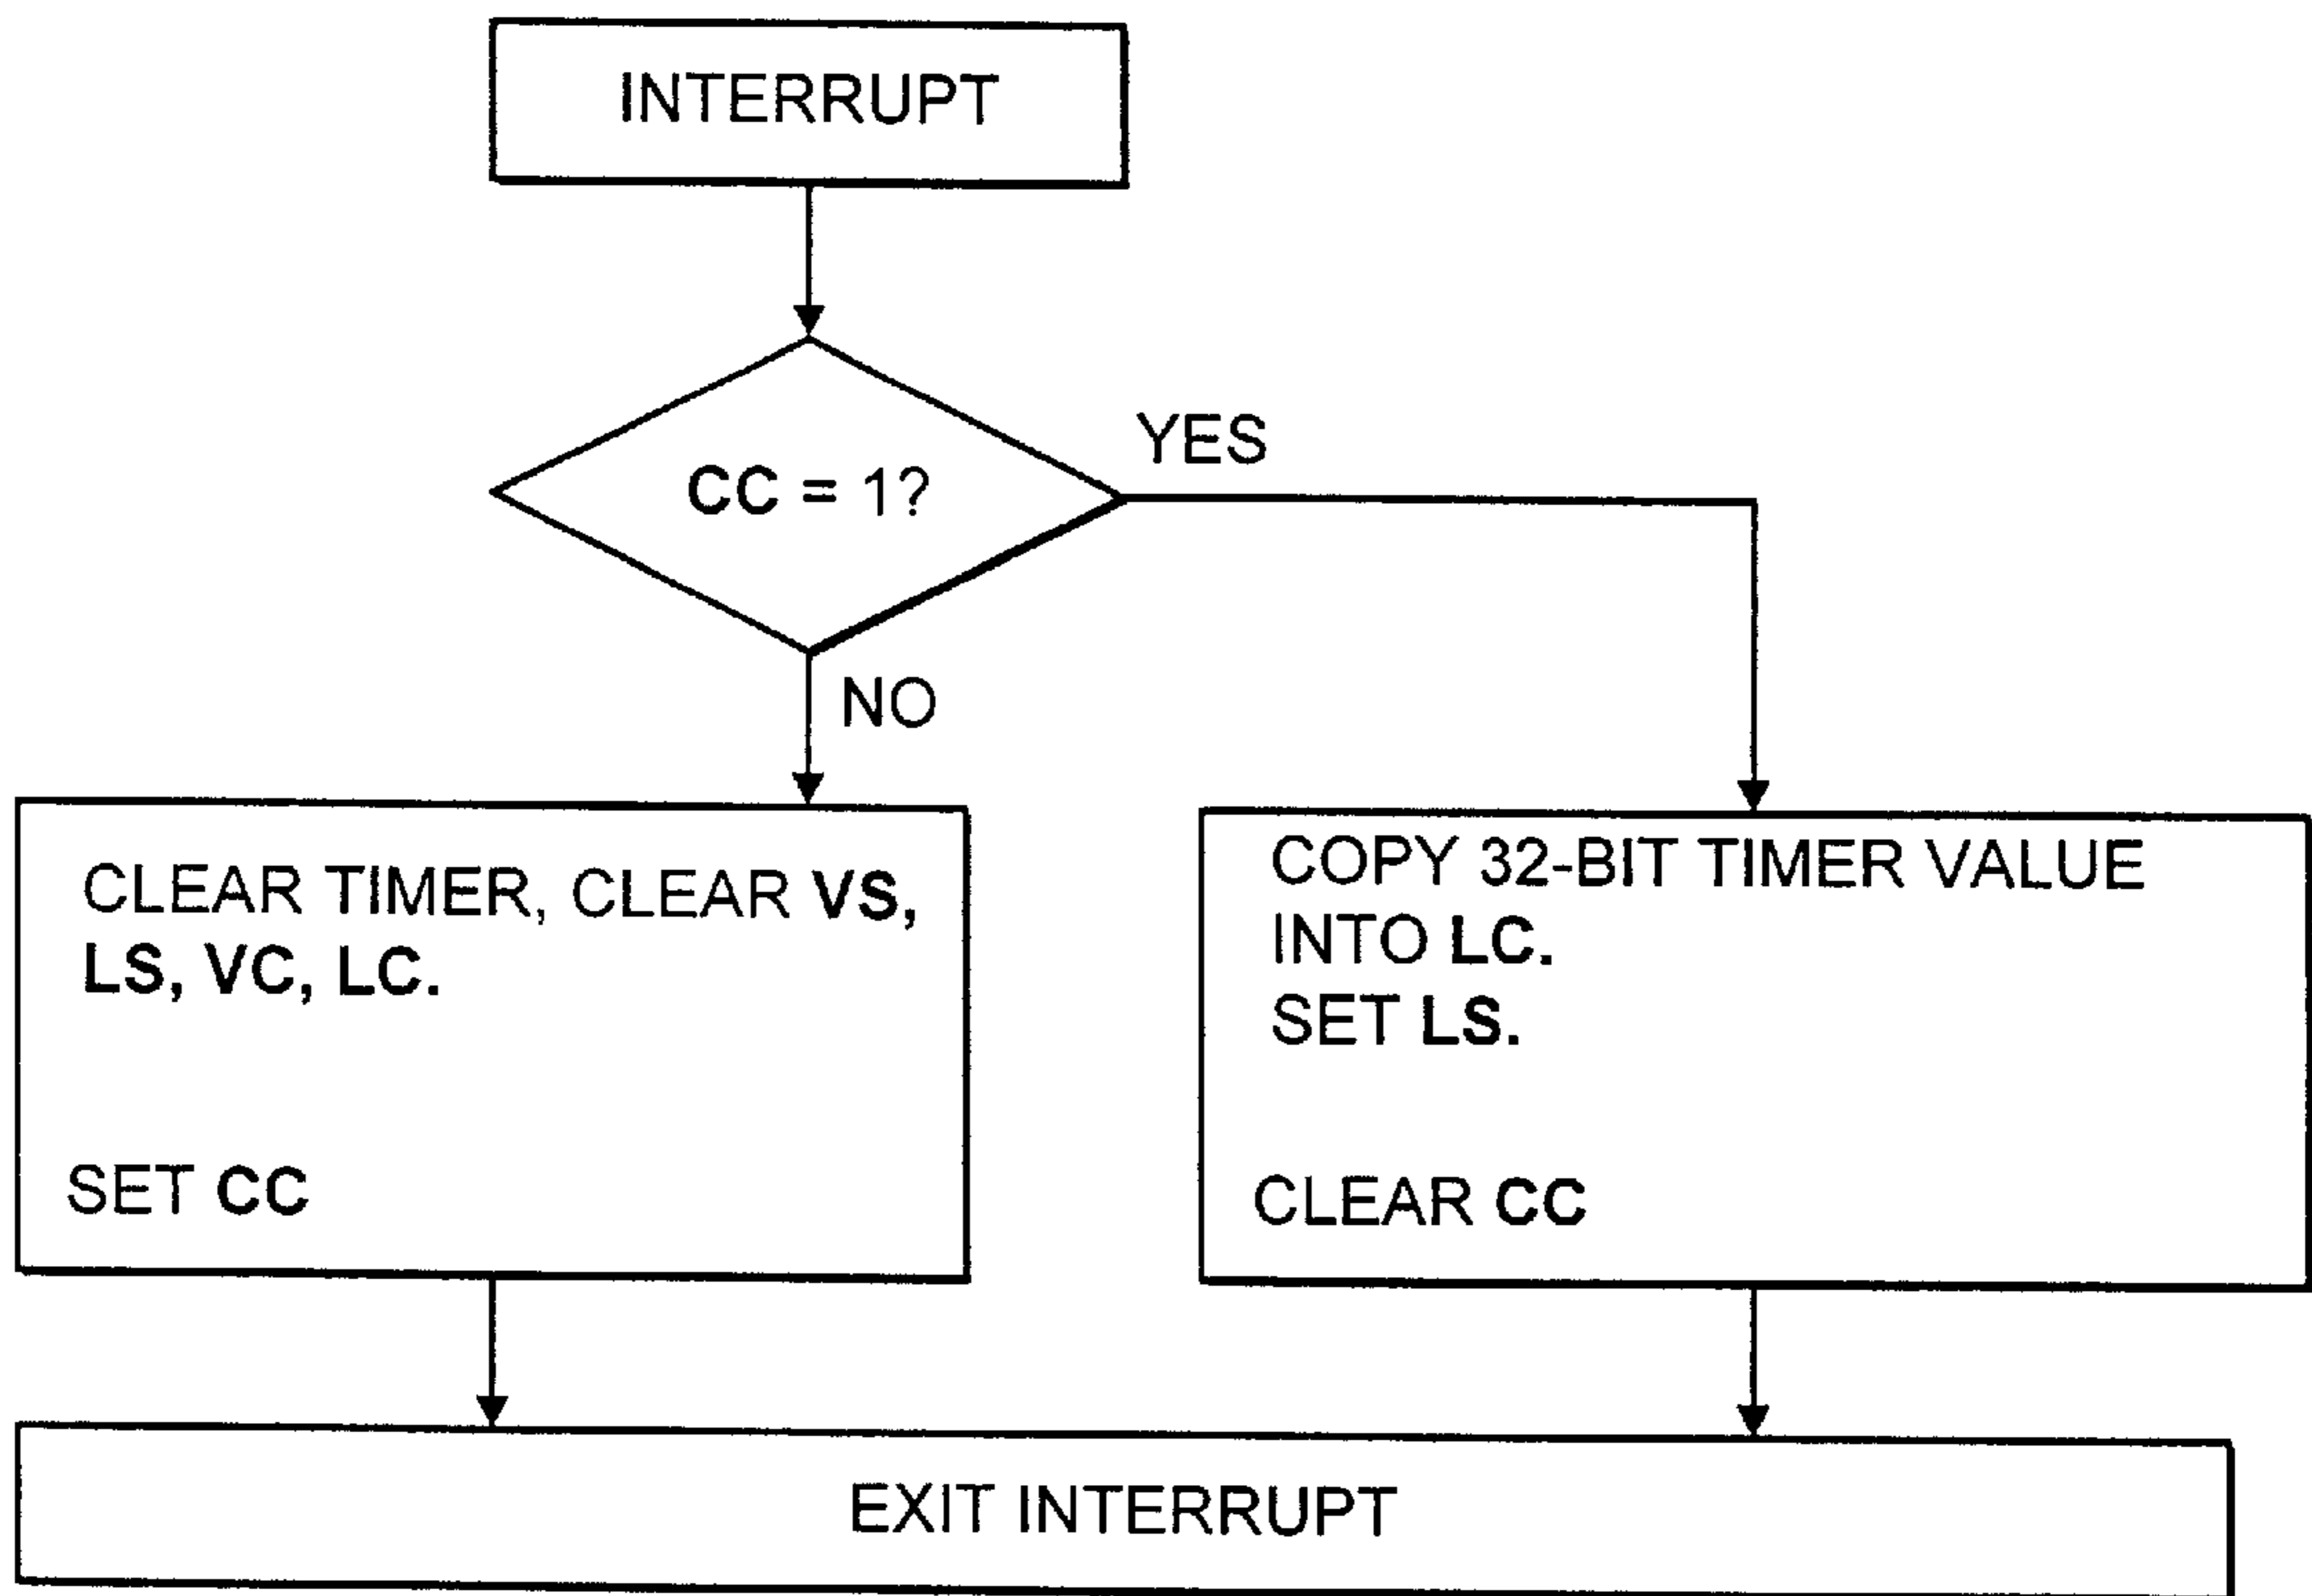 INTERRUPT
CC = 1?
YES
NO
CLEAR TIMER, CLEAR VS,
LS, VC, LC.
SET CC
COPY 32-BIT TIMER VALUE
INTO LC.
SET LS.
CLEAR CC
EXIT INTERRUPT